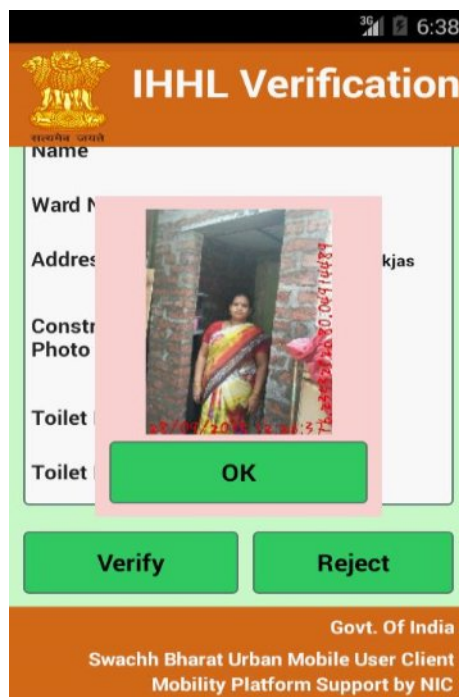 3G 6:38
IHHL Verification
सत्यमेव जयते
Name
Ward N
Addres kjas
Constr
Photo
Toilet
Toilet
OK
Verify Reject
Govt. Of India
Swachh Bharat Urban Mobile User Client
Mobility Platform Support by NIC